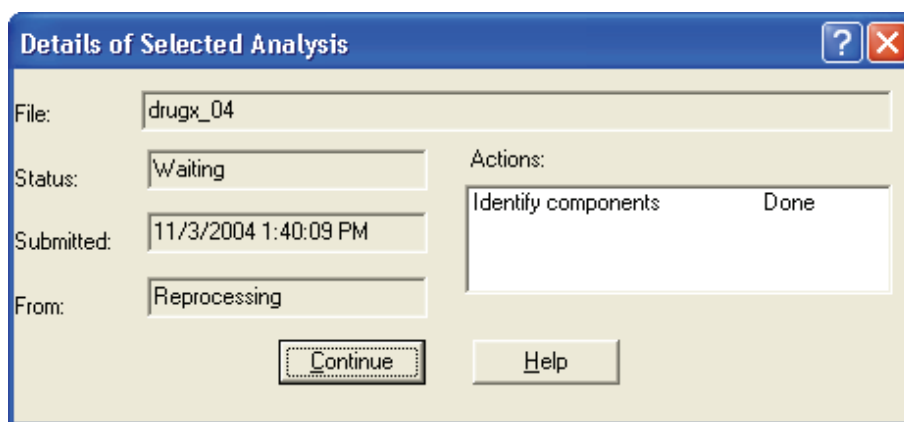 Details of Selected Analysis
File: drugx_04
Status: Waiting
Submitted: 11/3/2004 1:40:09 PM
From: Reprocessing
Actions:
Identify components Done
Continue Help